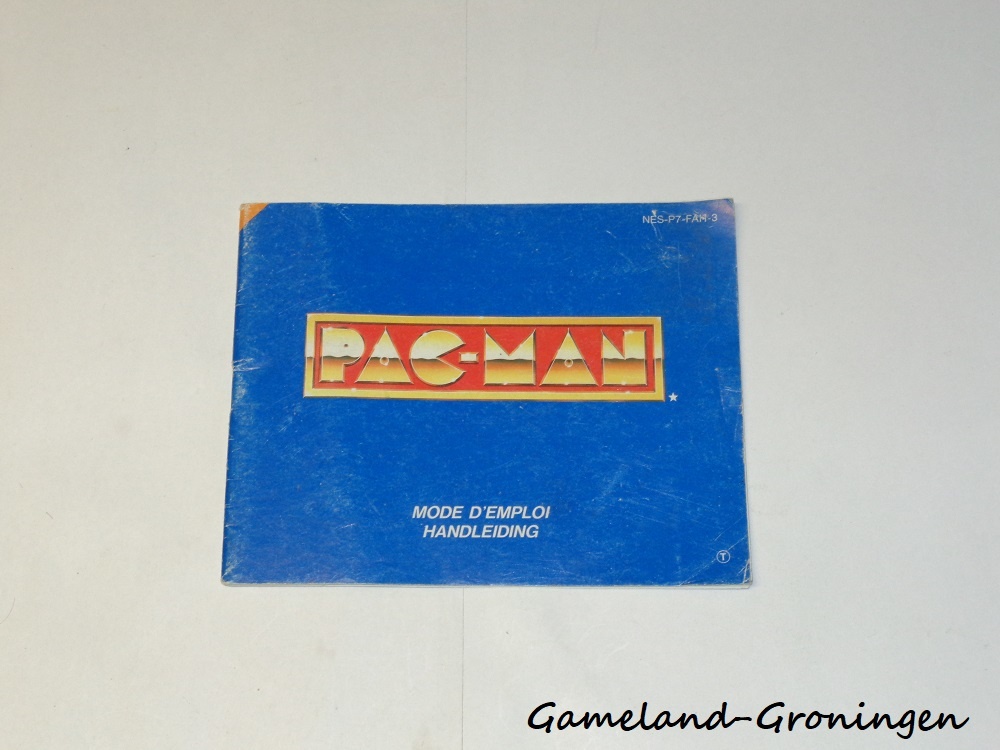 NES-P7-FAH-3
PAC-MAN
MODE D'EMPLOI
HANDLEIDING
T
Gameland-Groningen